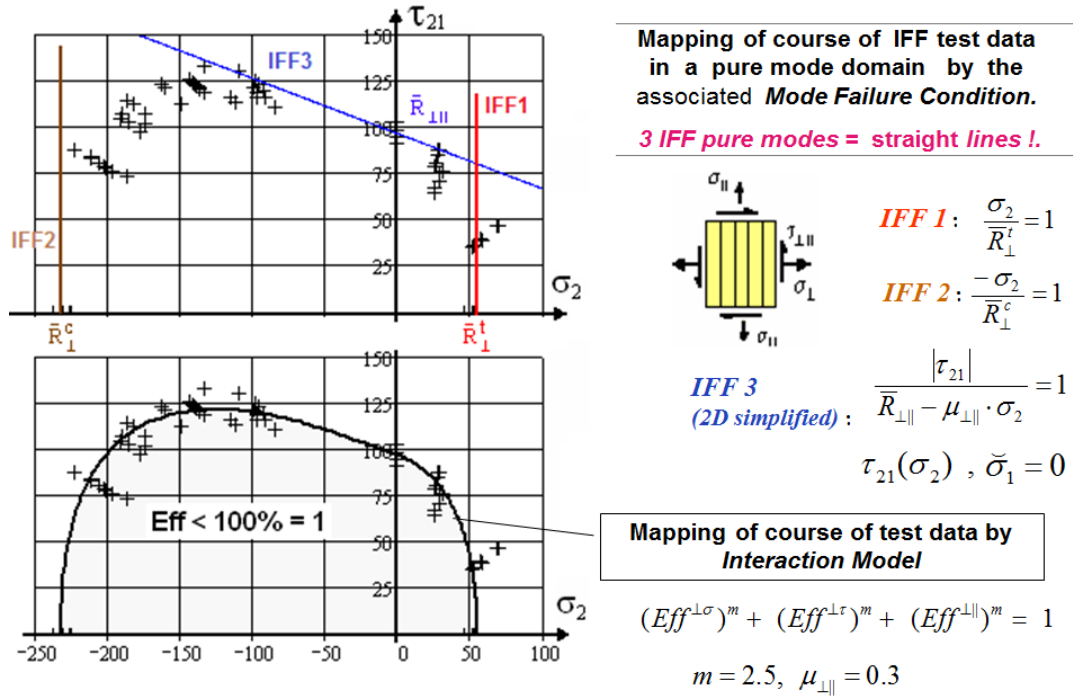 τ21
150
125
100
75
50
25
IFF3
R̄⊥||
IFF1
IFF2
σ2
R̄⊥^c
R̄⊥^t
150
125
100
75
50
25
Eff < 100% = 1
σ2
-250 -200 -150 -100 -50 0 50 100
Mapping of course of IFF test data
in a pure mode domain by the
associated Mode Failure Condition.
3 IFF pure modes = straight lines !.
σ||
τ⊥||
σ⊥
σ||
IFF 1 : σ2 / R̄⊥^t = 1
IFF 2 : −σ2 / R̄⊥^c = 1
IFF 3
(2D simplified) : |τ21| / (R̄⊥|| − μ⊥|| · σ2) = 1
τ21(σ2) , σ̆1 = 0
Mapping of course of test data by
Interaction Model
(Eff^⊥σ)^m + (Eff^⊥τ)^m + (Eff^⊥||)^m = 1
m = 2.5, μ⊥|| = 0.3